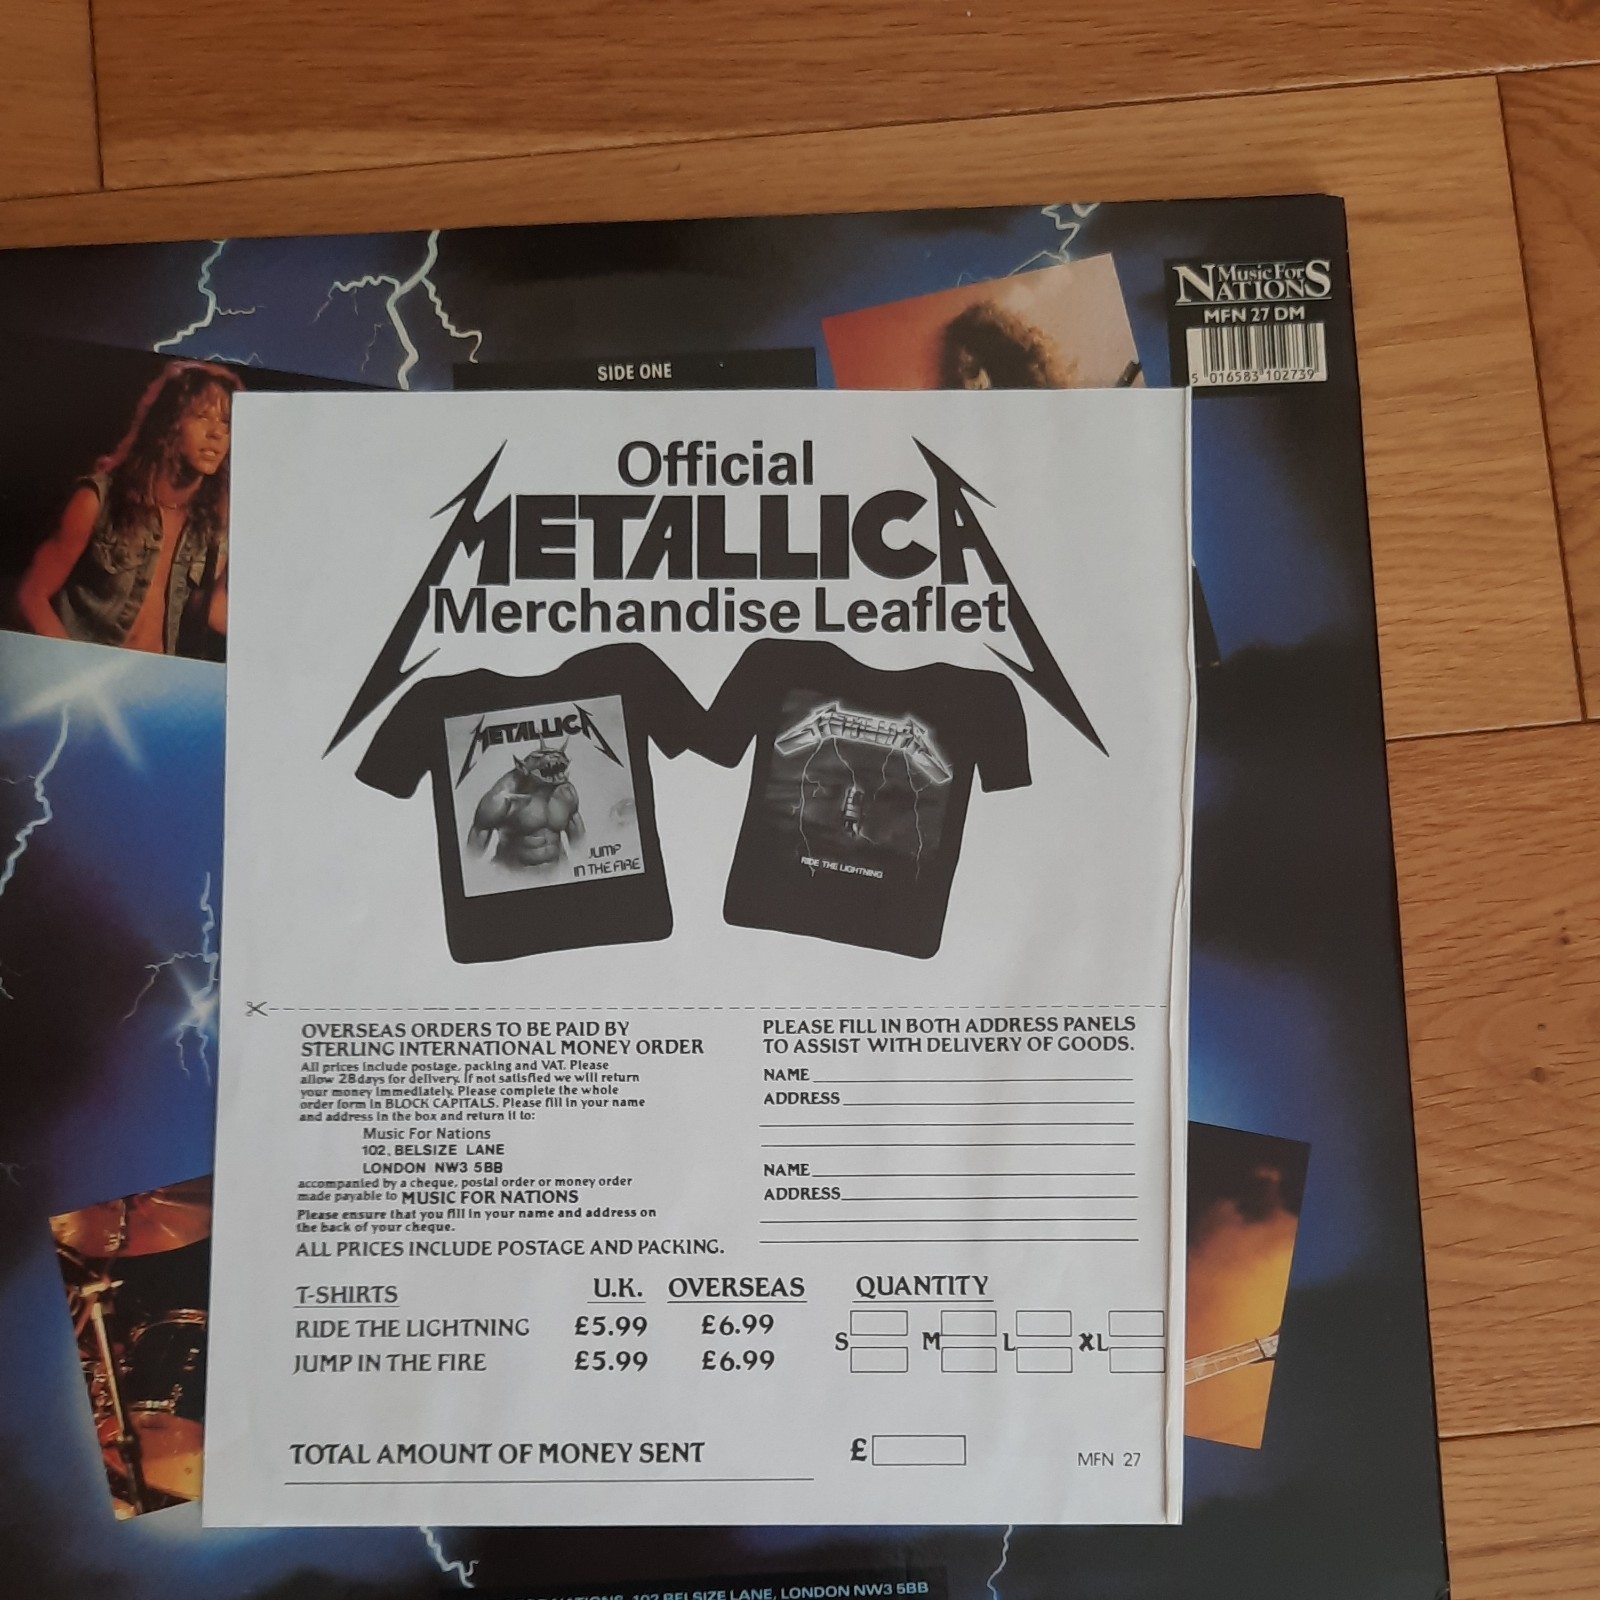 Music For
NATIONS
MFN 27 DM
5 016583 102739
SIDE ONE
Official
METALLICA
Merchandise Leaflet
METALLICA
JUMP
IN THE FIRE
METALLICA
RIDE THE LIGHTNING
OVERSEAS ORDERS TO BE PAID BY
STERLING INTERNATIONAL MONEY ORDER
All prices include postage, packing and VAT. Please
allow 28 days for delivery. If not satisfied we will return
your money immediately. Please complete the whole
order form in BLOCK CAPITALS. Please fill in your name
and address in the box and return it to:
Music For Nations
102, BELSIZE LANE
LONDON NW3 5BB
accompanied by a cheque, postal order or money order
made payable to MUSIC FOR NATIONS
Please ensure that you fill in your name and address on
the back of your cheque.
ALL PRICES INCLUDE POSTAGE AND PACKING.
PLEASE FILL IN BOTH ADDRESS PANELS
TO ASSIST WITH DELIVERY OF GOODS.
NAME
ADDRESS
NAME
ADDRESS
T-SHIRTS U.K. OVERSEAS QUANTITY
RIDE THE LIGHTNING £5.99 £6.99
S M L XL
JUMP IN THE FIRE £5.99 £6.99
TOTAL AMOUNT OF MONEY SENT £
MFN 27
NATIONS, 102 BELSIZE LANE, LONDON NW3 5BB